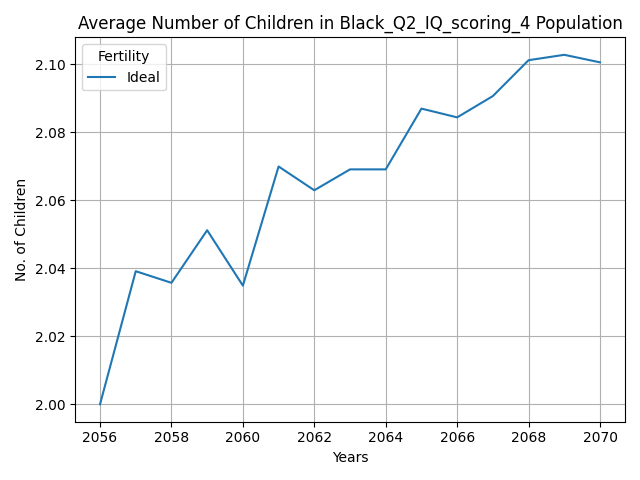 Average Number of Children in Black_Q2_IQ_scoring_4 Population
Fertility
Ideal
No. of Children
2.10
2.08
2.06
2.04
2.02
2.00
2056 2058 2060 2062 2064 2066 2068 2070
Years